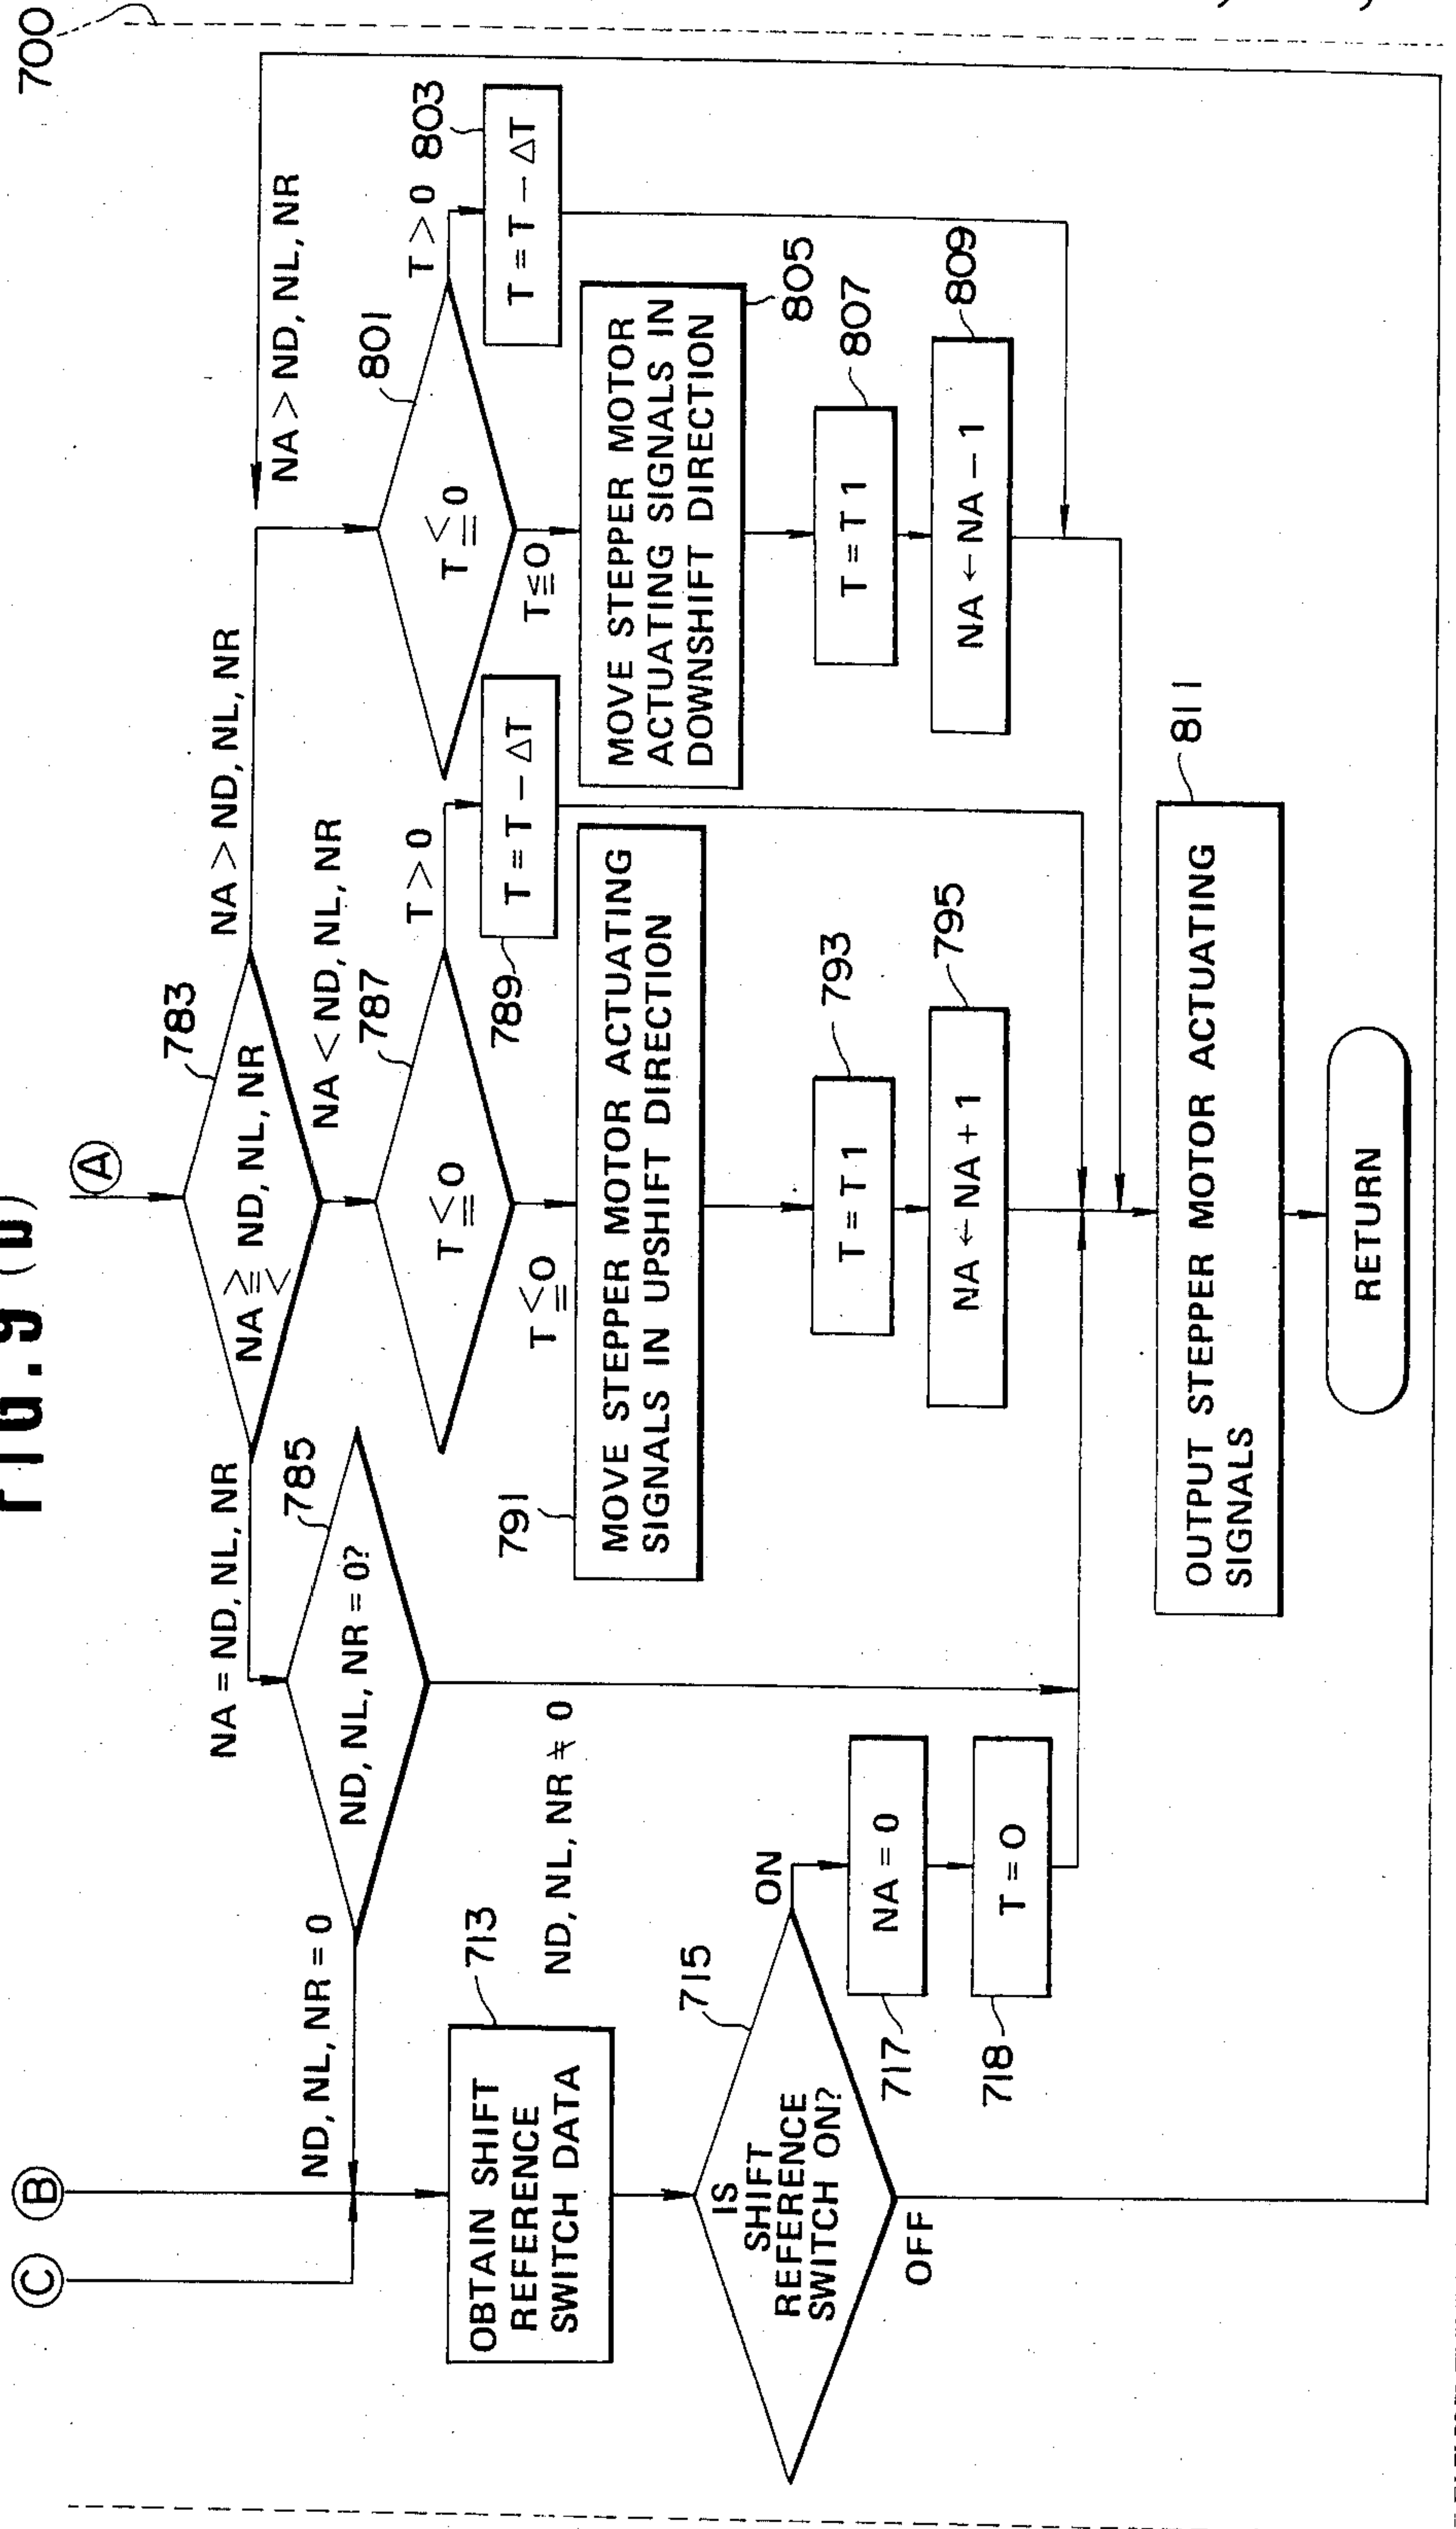 FIG. 9 (b)
700
A
B
C
783
NA ≧< ND, NL, NR
NA = ND, NL, NR
NA < ND, NL, NR
NA > ND, NL, NR
NA > ND, NL, NR
785
ND, NL, NR = 0?
ND, NL, NR = 0
ND, NL, NR ≠ 0
787
T ≦ 0
T > 0
T ≦ 0
789
T = T - ΔT
791
MOVE STEPPER MOTOR ACTUATING
SIGNALS IN UPSHIFT DIRECTION
793
T = T 1
795
NA ← NA + 1
801
T ≦ 0
T > 0
T ≦ 0
803
T = T - ΔT
805
MOVE STEPPER MOTOR
ACTUATING SIGNALS IN
DOWNSHIFT DIRECTION
807
T = T 1
809
NA ← NA - 1
713
OBTAIN SHIFT
REFERENCE
SWITCH DATA
715
IS
SHIFT
REFERENCE
SWITCH ON?
ON
OFF
717
NA = 0
718
T = 0
811
OUTPUT STEPPER MOTOR ACTUATING
SIGNALS
RETURN